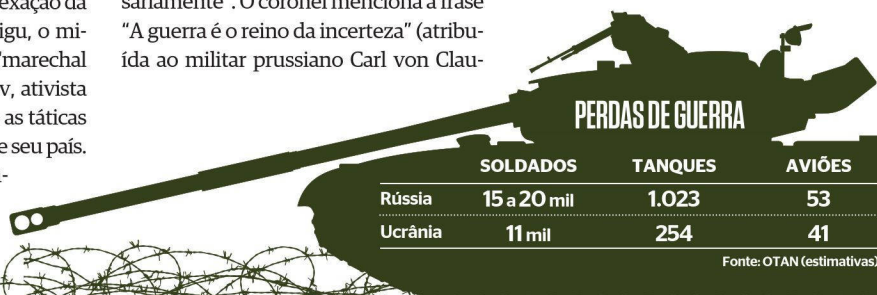 exação da
igu, o mi-
marechal
v, ativista
as táticas
e seu país.
i-
sariamente”. O coronel menciona a frase
“A guerra é o reino da incerteza” (atribu-
ída ao militar prussiano Carl von Clau-
PERDAS DE GUERRA
SOLDADOS TANQUES AVIÕES
Rússia 15 a 20 mil 1.023 53
Ucrânia 11 mil 254 41
Fonte: OTAN (estimativas)